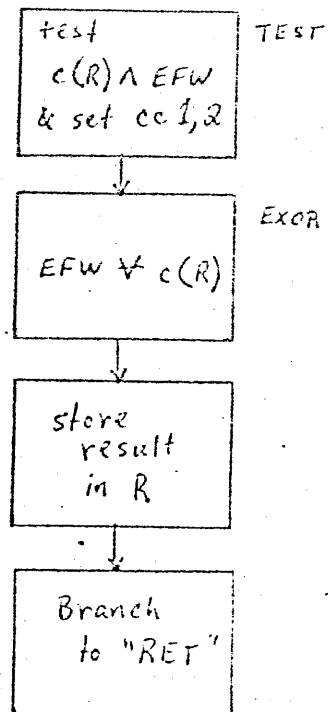 test
c(R) ∧ EFW
& set cc 1,2
TEST
EFW ⊻ c(R)
EXOR
store
result
in R
Branch
to "RET"